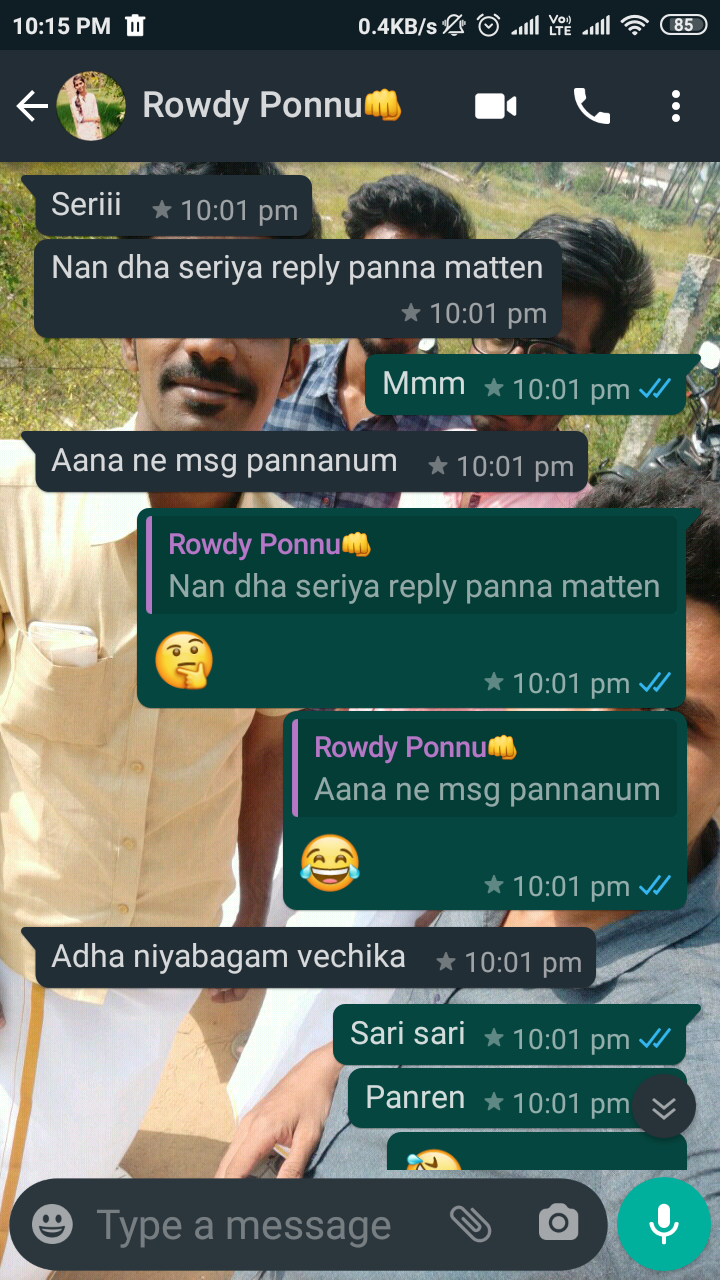 10:15 PM 0.4KB/s Vo) LTE 85
Rowdy Ponnu👊
Seriii ★ 10:01 pm
Nan dha seriya reply panna matten
★ 10:01 pm
Mmm ★ 10:01 pm
Aana ne msg pannanum ★ 10:01 pm
Rowdy Ponnu👊
Nan dha seriya reply panna matten
🤔 ★ 10:01 pm
Rowdy Ponnu👊
Aana ne msg pannanum
😂 ★ 10:01 pm
Adha niyabagam vechika ★ 10:01 pm
Sari sari ★ 10:01 pm
Panren ★ 10:01 pm
🤣
Type a message